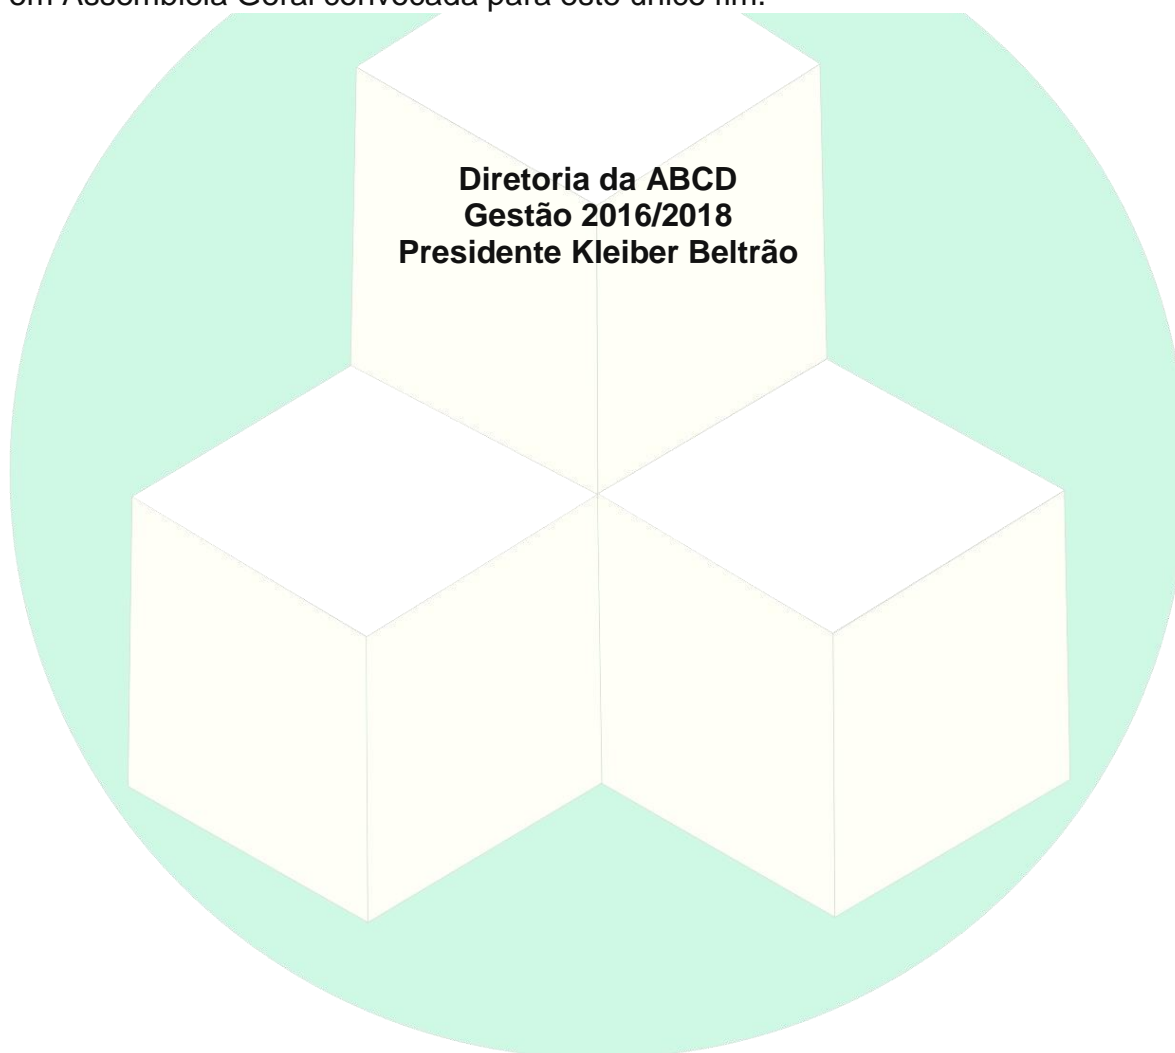 em Assembleia Geral convocada para este único fim.
Diretoria da ABCD
Gestão 2016/2018
Presidente Kleiber Beltrão